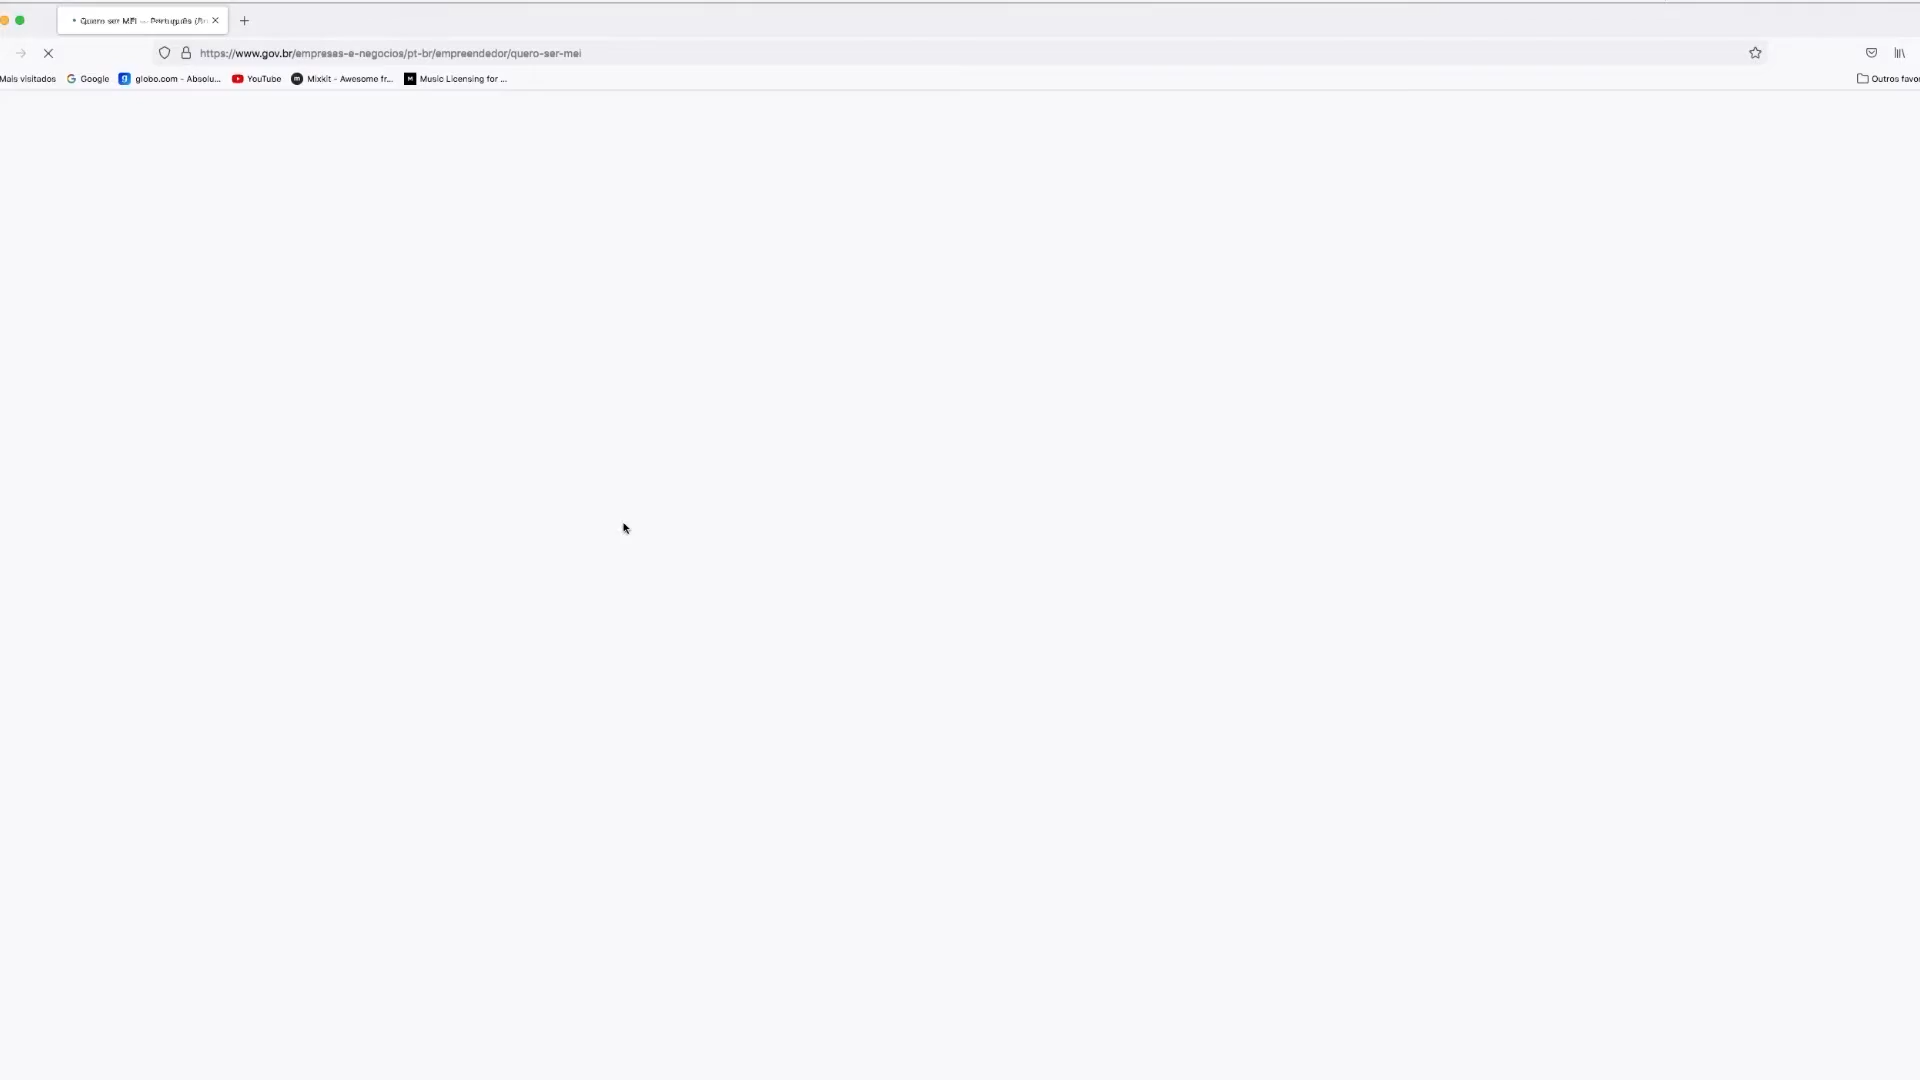 Quero ser MEI — Português (Br
https://www.gov.br/empresas-e-negocios/pt-br/empreendedor/quero-ser-mei
Mais visitados Google globo.com - Absolu... YouTube Mixkit - Awesome fr... Music Licensing for ... Outros favor